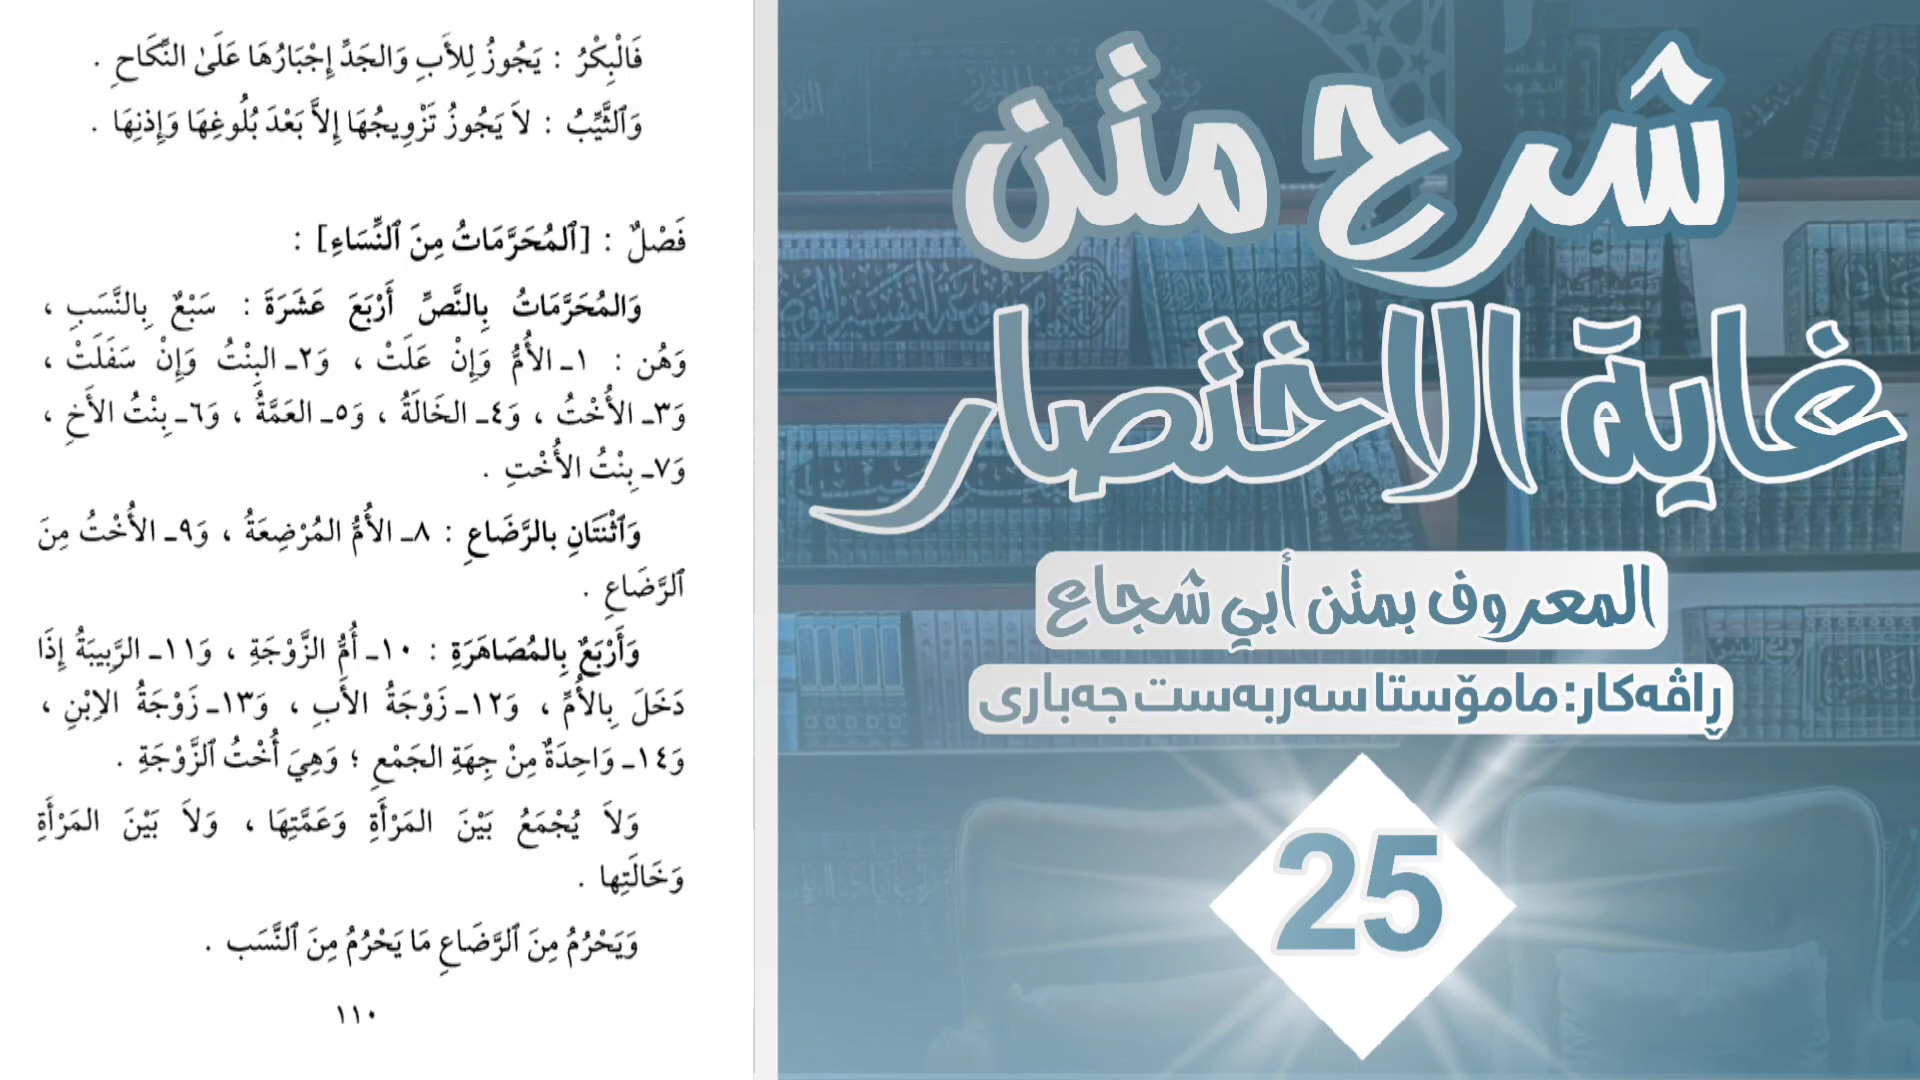 فَالْبِكْرُ : يَجُوزُ لِلأَبِ وَالجَدِّ إِجْبَارُهَا عَلَىٰ النِّكَاحِ .
وَٱلثَّيِّبُ : لاَ يَجُوزُ تَزْوِيجُهَا إِلاَّ بَعْدَ بُلُوغِهَا وَإِذنِهَا .
فَصْلٌ : [ٱلمُحَرَّمَاتُ مِنَ ٱلنِّسَاءِ] :
وَالمُحَرَّمَاتُ بِالنَّصِّ أَرْبَعَ عَشَرَةَ : سَبْعٌ بِالنَّسَبِ ،
وَهُن : ١ـ الأُمُّ وَإِنْ عَلَتْ ، وَ٢ـ البِنْتُ وَإِنْ سَفَلَتْ ،
وَ٣ـ الأُخْتُ ، وَ٤ـ الخَالَةُ ، وَ٥ـ العَمَّةُ ، وَ٦ـ بِنْتُ الأَخِ ،
وَ٧ـ بِنْتُ الأُخْتِ .
وَٱثْنَتَانِ بالرَّضَاعِ : ٨ـ الأُمُّ المُرْضِعَةُ ، وَ٩ـ الأُخْتُ مِنَ
ٱلرَّضَاعِ .
وَأَرْبَعٌ بِالمُصَاهَرَةِ : ١٠ـ أُمُّ الزَّوْجَةِ ، وَ١١ـ الرَّبِيبَةُ إِذَا
دَخَلَ بِالأُمِّ ، وَ١٢ـ زَوْجَةُ الأَبِ ، وَ١٣ـ زَوْجَةُ الاِبْنِ ،
وَ١٤ـ وَاحِدَةٌ مِنْ جِهَةِ الجَمْعِ ؛ وَهِيَ أُخْتُ ٱلزَّوْجَةِ .
وَلاَ يُجْمَعُ بَيْنَ المَرْأَةِ وَعَمَّتِهَا ، وَلاَ بَيْنَ المَرْأَةِ
وَخَالَتِها .
وَيَحْرُمُ مِنَ ٱلرَّضَاعِ مَا يَحْرُمُ مِنَ ٱلنَّسَب .
١١٠
شرح متن
غاية الاختصار
المعروف بمتن أبي شجاع
ڕاڤەکار: مامۆستا سەربەست جەباری
25